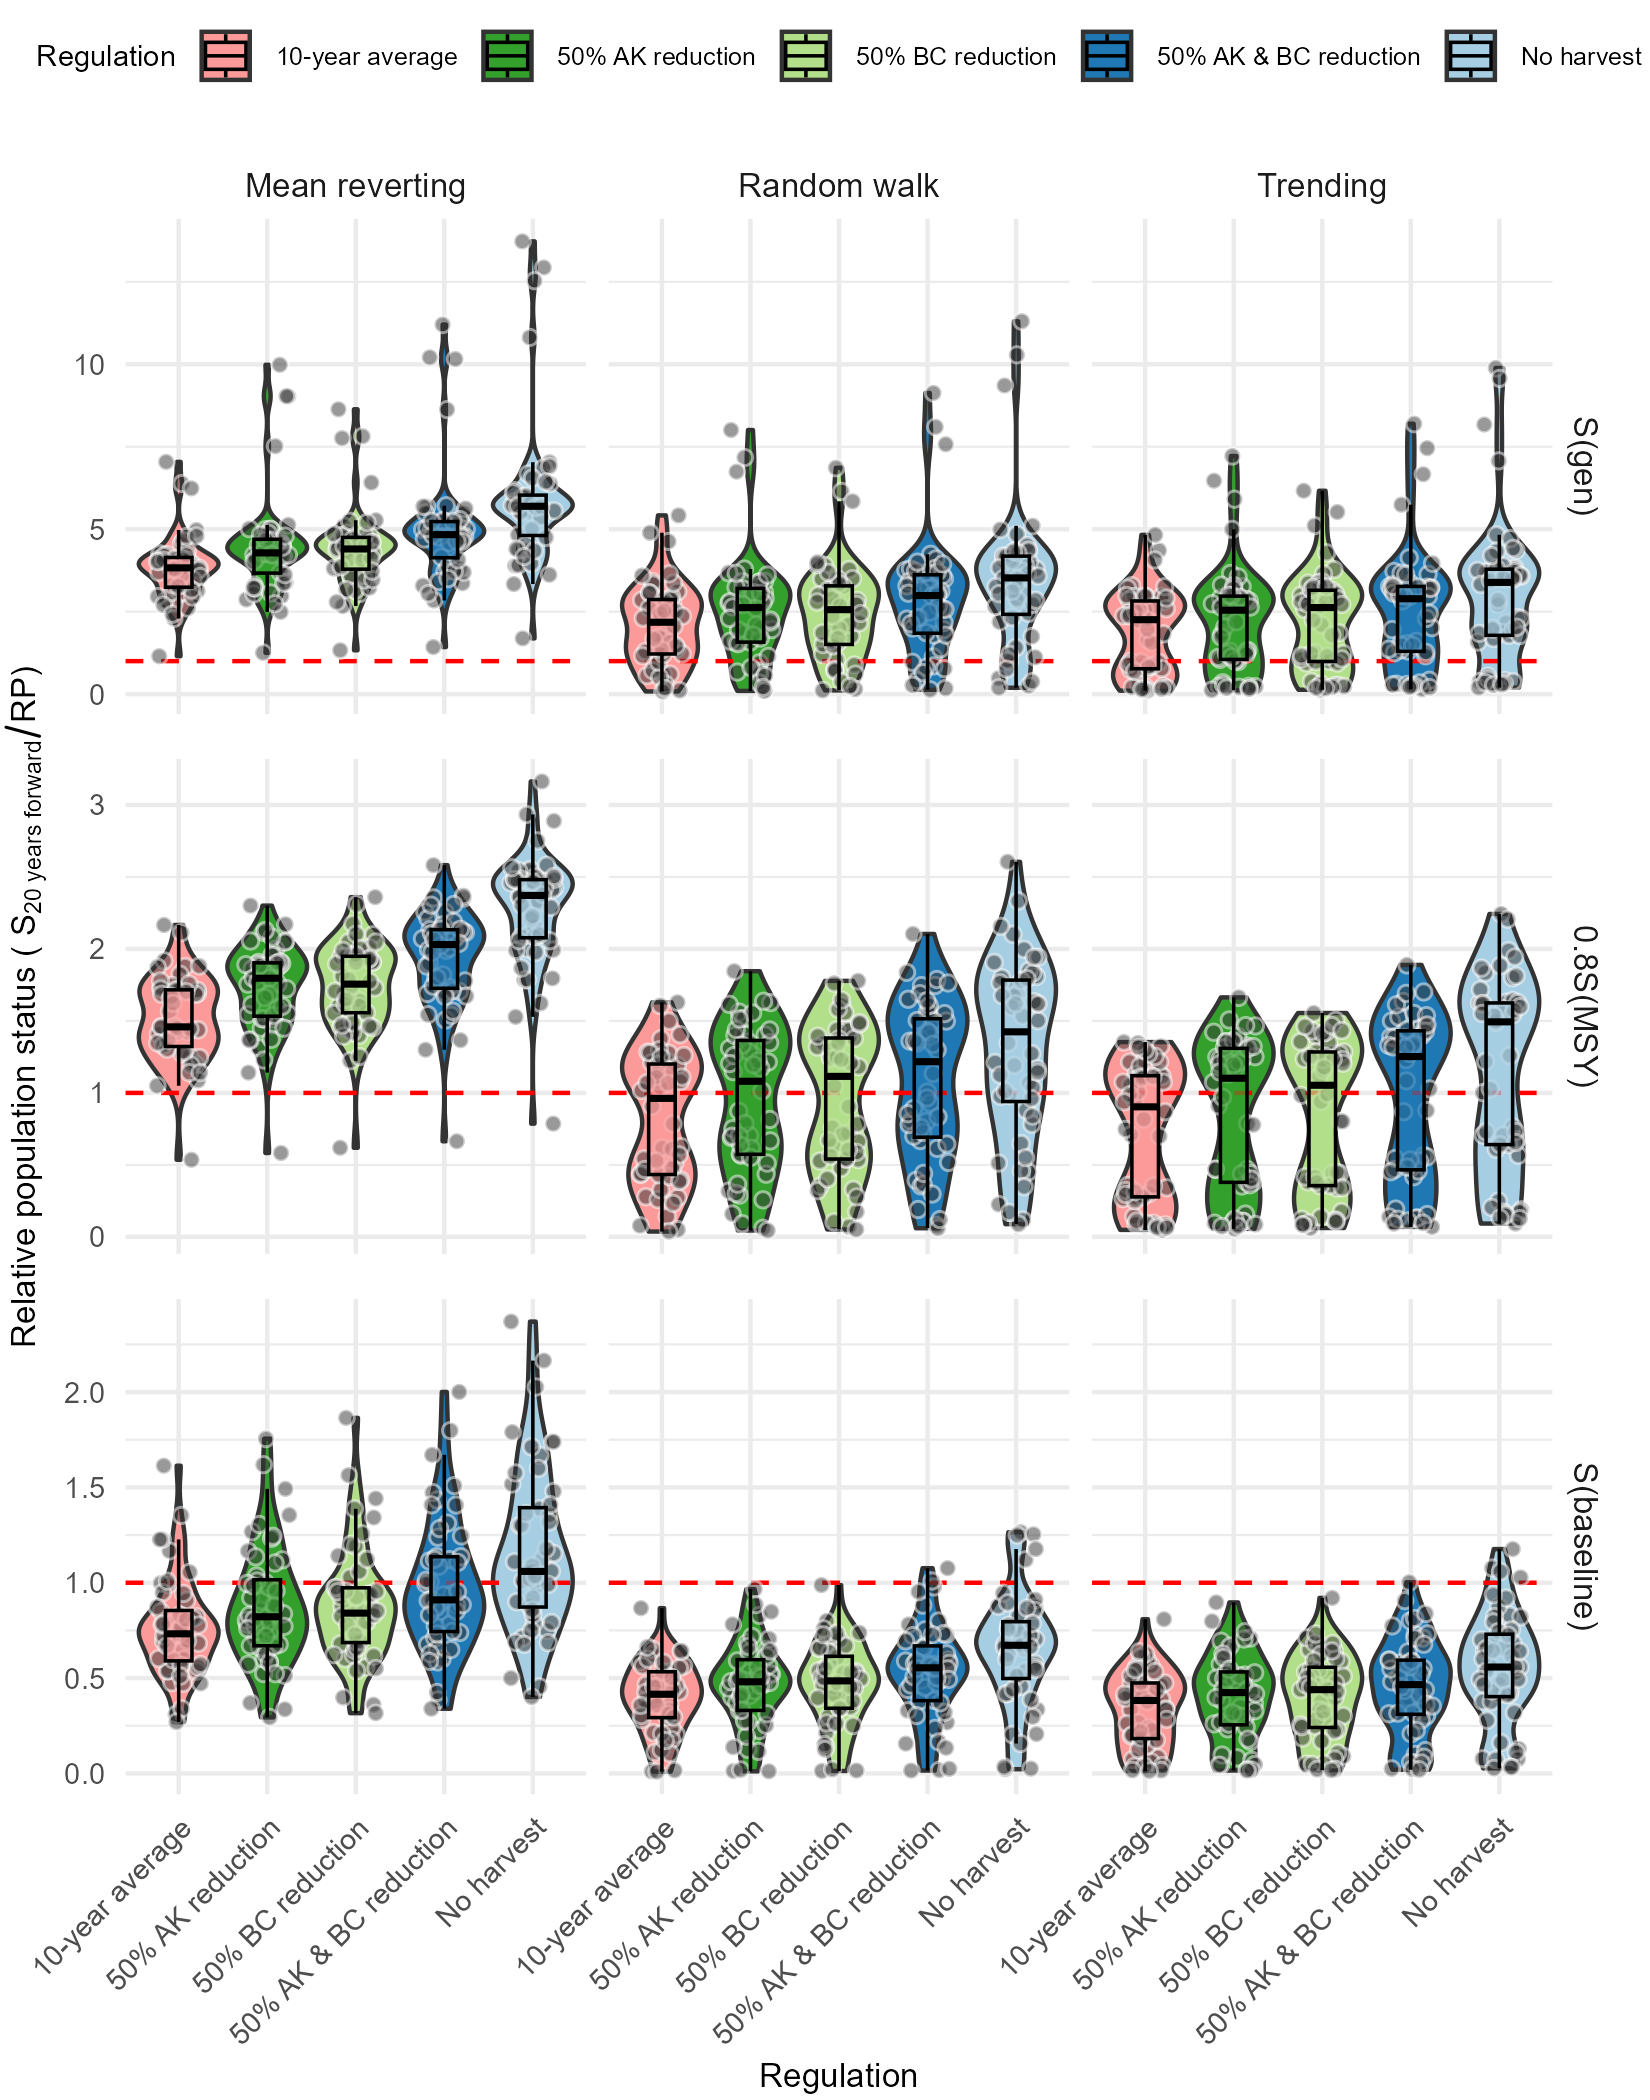 Regulation 10-year average 50% AK reduction 50% BC reduction 50% AK & BC reduction No harvest
Mean reverting Random walk Trending
Relative population status ( S20 years forward/RP)
10
5
0
S(gen)
3
2
1
0
0.8S(MSY)
2.0
1.5
1.0
0.5
0.0
S(baseline)
10-year average
50% AK reduction
50% BC reduction
50% AK & BC reduction
No harvest
10-year average
50% AK reduction
50% BC reduction
50% AK & BC reduction
No harvest
10-year average
50% AK reduction
50% BC reduction
50% AK & BC reduction
No harvest
Regulation